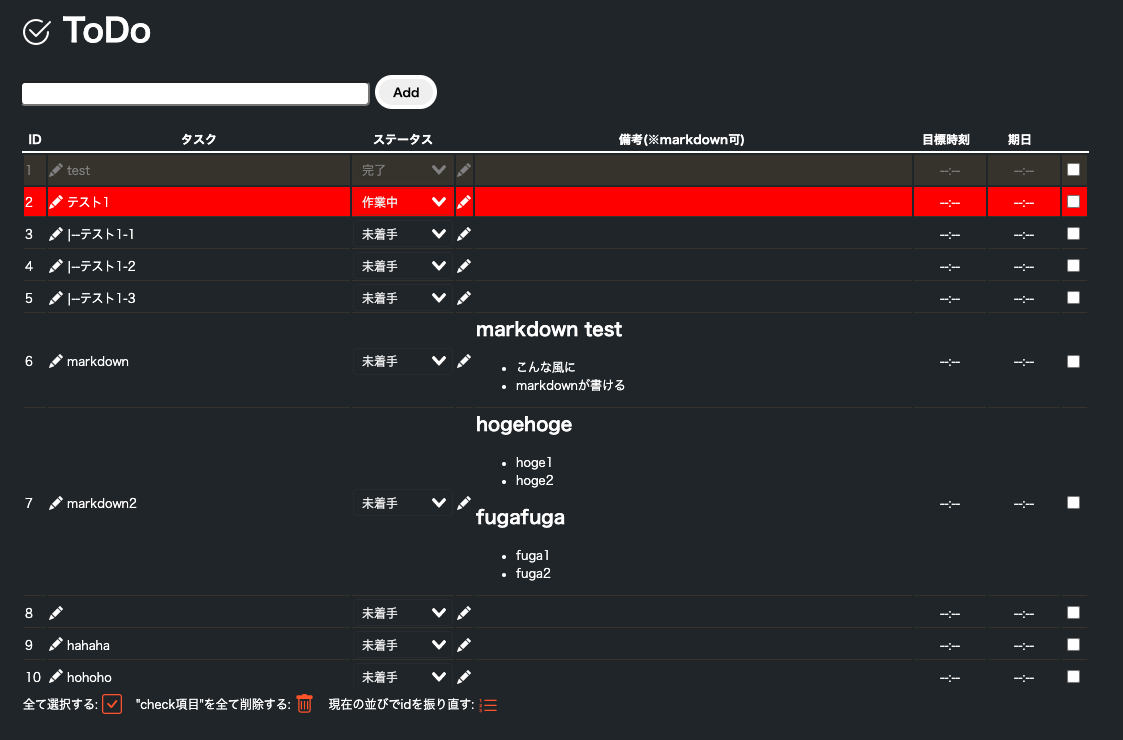 ToDo
Add
ID タスク ステータス 備考(※markdown可) 目標時刻 期日
1 test 完了 --:-- --:--
2 テスト1 作業中 --:-- --:--
3 |--テスト1-1 未着手 --:-- --:--
4 |--テスト1-2 未着手 --:-- --:--
5 |--テスト1-3 未着手 --:-- --:--
markdown test
• こんな風に
6 markdown 未着手 --:-- --:--
• markdownが書ける
hogehoge
• hoge1
• hoge2
7 markdown2 未着手 --:-- --:--
fugafuga
• fuga1
• fuga2
8 未着手 --:-- --:--
9 hahaha 未着手 --:-- --:--
10 hohoho 未着手 --:-- --:--
全て選択する: "check項目"を全て削除する: 現在の並びでidを振り直す: